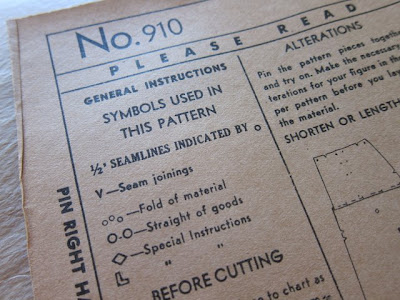 No. 910
PLEASE READ
GENERAL INSTRUCTIONS
SYMBOLS USED IN
THIS PATTERN
1/2" SEAMLINES INDICATED BY o
V—Seam joinings
o°o—Fold of material
O-O—Straight of goods
◇—Special Instructions
L " "
BEFORE CUTTING
to chart as
PIN RIGHT
ALTERATIONS
Pin the pattern pieces together
and try on. Make the necessary
terations for your figure in the
per pattern before you lay
the material.
SHORTEN OR LENGTH